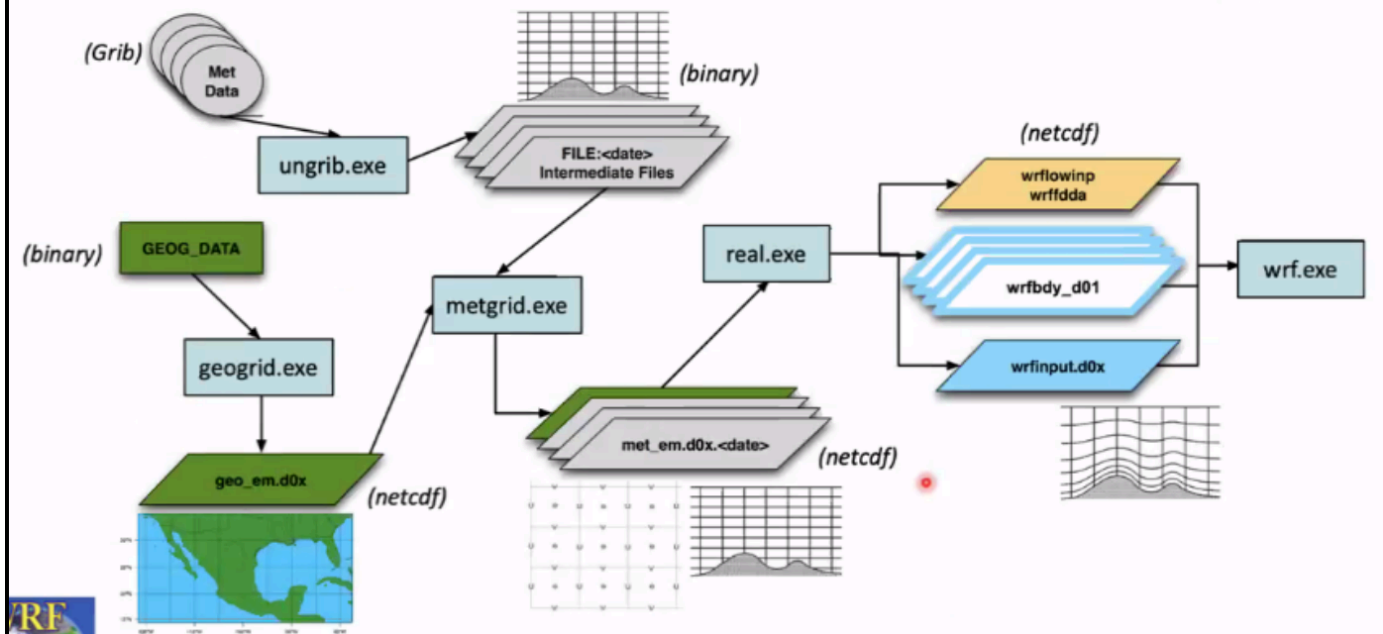 (Grib)
Met
Data
ungrib.exe
(binary)
FILE:<date>
Intermediate Files
(binary)
GEOG_DATA
geogrid.exe
geo_em.d0x
(netcdf)
metgrid.exe
met_em.d0x.<date>
(netcdf)
real.exe
(netcdf)
wrflowinp
wrffdda
wrfbdy_d01
wrfinput.d0x
wrf.exe